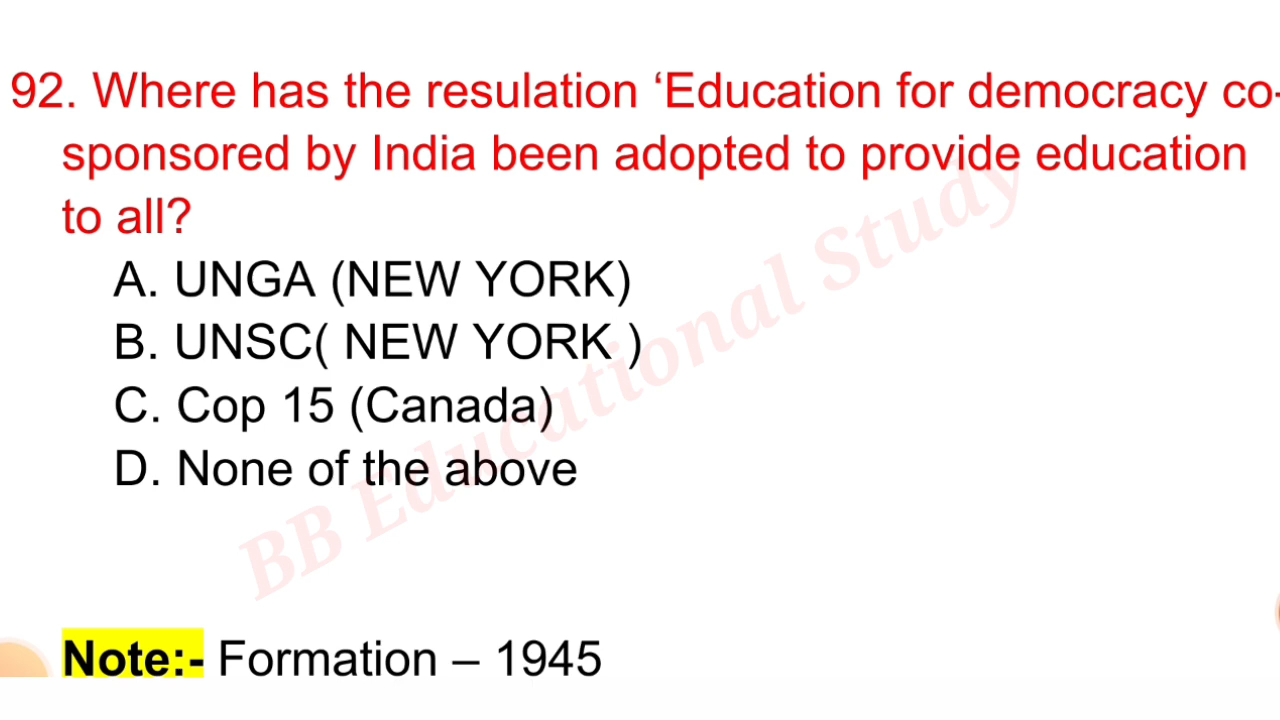 92. Where has the resulation ‘Education for democracy co-
sponsored by India been adopted to provide education
to all?
A. UNGA (NEW YORK)
B. UNSC( NEW YORK )
C. Cop 15 (Canada)
D. None of the above
BB Educational Study
Note:- Formation – 1945